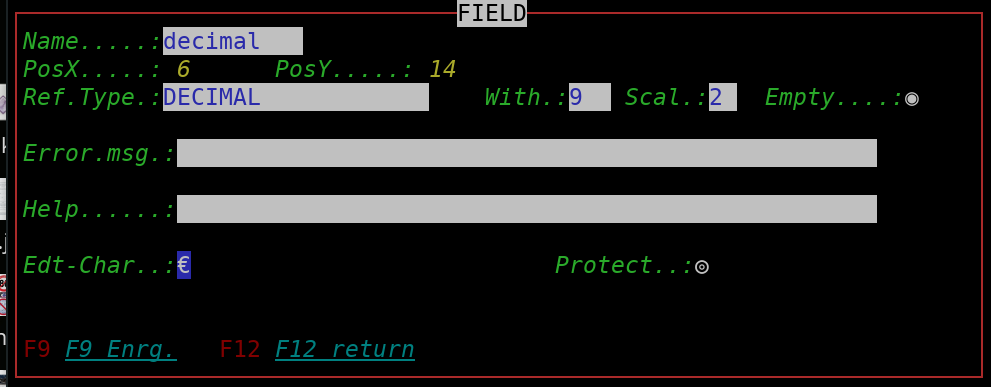 FIELD
Name.....:decimal
PosX.....: 6 PosY.....: 14
Ref.Type..:DECIMAL With.:9 Scal.:2 Empty....:◉
Error.msg.:
Help......:
Edt-Char..:€ Protect..:◎
F9 F9 Enrg. F12 F12 return